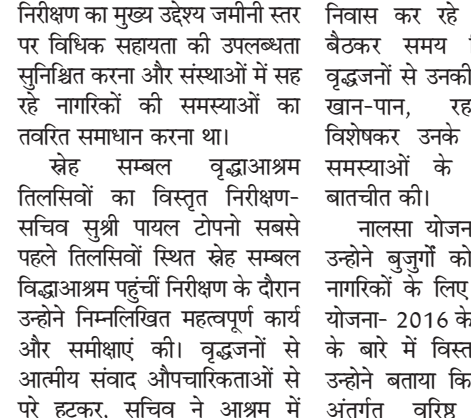 निरीक्षण का मुख्य उद्देश्य जमीनी स्तर
पर विधिक सहायता की उपलब्धता
सुनिश्चित करना और संस्थाओं में सह
रहे नागरिकों की समस्याओं का
तवरित समाधान करना था।
स्नेह सम्बल वृद्धाआश्रम
तिलसिवों का विस्तृत निरीक्षण-
सचिव सुश्री पायल टोपनो सबसे
पहले तिलसिवों स्थित स्नेह सम्बल
विद्धाआश्रम पहुंचीं निरीक्षण के दौरान
उन्होने निम्नलिखित महत्वपूर्ण कार्य
और समीक्षाएं की। वृद्धजनों से
आत्मीय संवाद औपचारिकताओं से
परे हटकर, सचिव ने आश्रम में
निवास कर रहे
बैठकर समय
वृद्धजनों से उनकी
खान-पान,
विशेषकर उनके
समस्याओं के
बातचीत की।
नालसा
उन्होने बुजुर्गों को
नागरिकों के लिए
योजना- 2016 के
के बारे में
उन्होने बताया कि
अंतर्गत वरिष्ठ